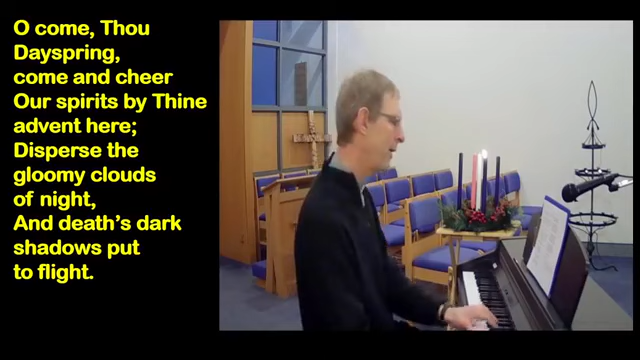 O come, Thou
Dayspring,
come and cheer
Our spirits by Thine
advent here;
Disperse the
gloomy clouds
of night,
And death’s dark
shadows put
to flight.